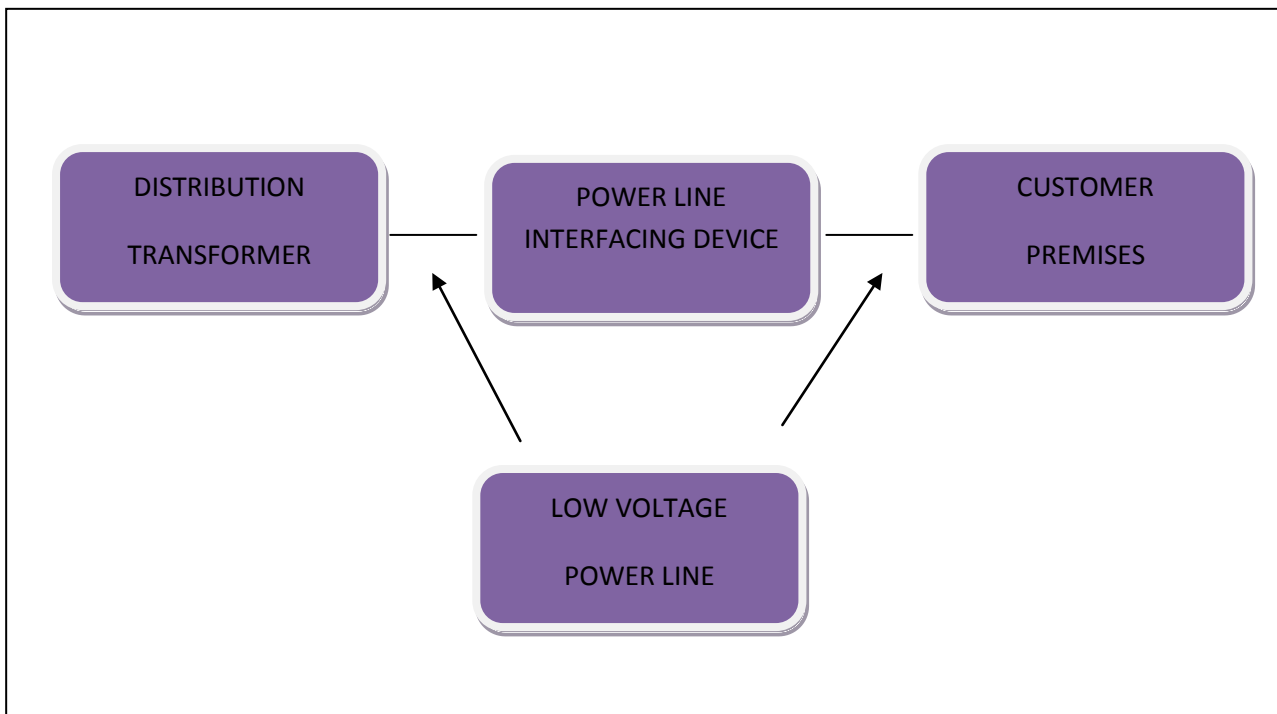 DISTRIBUTION
TRANSFORMER
POWER LINE
INTERFACING DEVICE
CUSTOMER
PREMISES
LOW VOLTAGE
POWER LINE